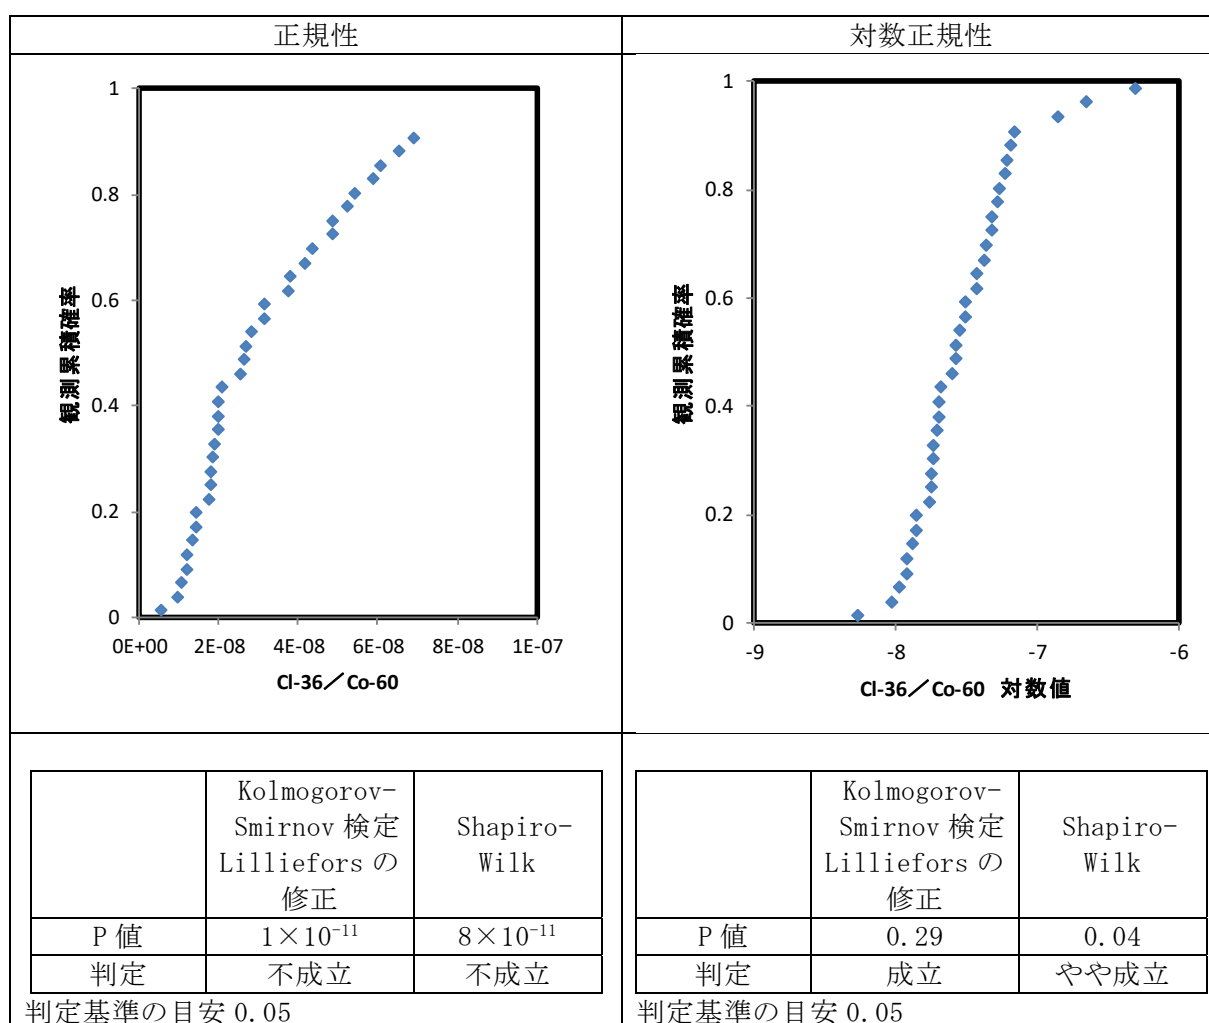 正規性
対数正規性
1
0.8
0.6
0.4
0.2
0
観測累積確率
0E+00 2E-08 4E-08 6E-08 8E-08 1E-07
Cl-36／Co-60
1
0.8
0.6
0.4
0.2
0
観測累積確率
-9 -8 -7 -6
Cl-36／Co-60 対数値
Kolmogorov-
Smirnov 検定
Lilliefors の
修正
Shapiro-
Wilk
P 値 1×10⁻¹¹ 8×10⁻¹¹
判定 不成立 不成立
判定基準の目安 0.05
Kolmogorov-
Smirnov 検定
Lilliefors の
修正
Shapiro-
Wilk
P 値 0.29 0.04
判定 成立 やや成立
判定基準の目安 0.05